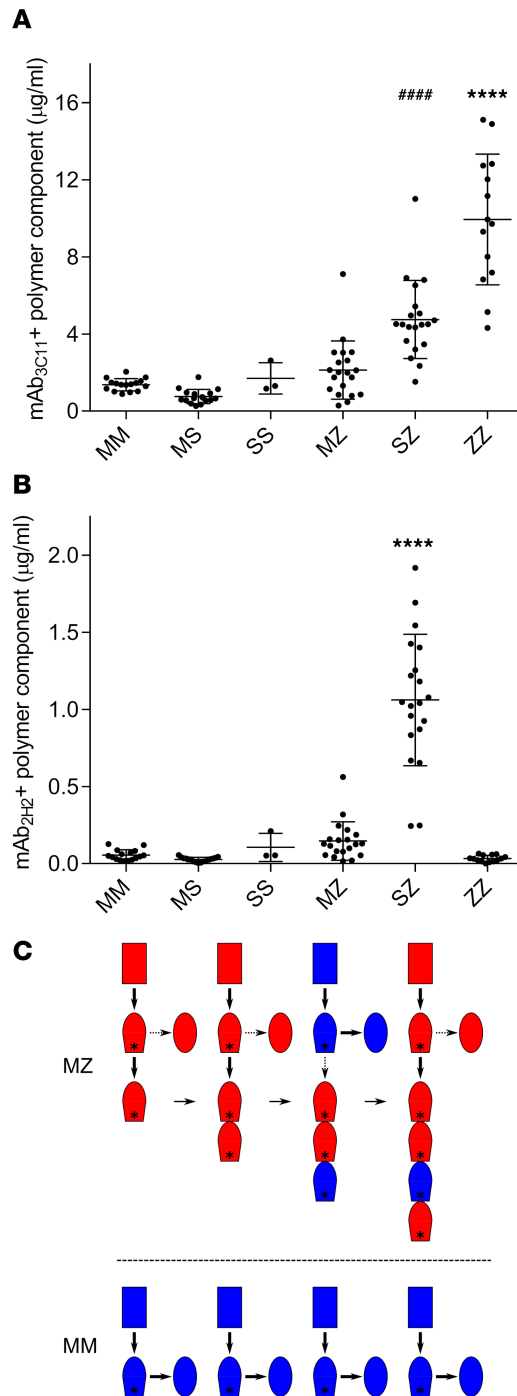 A
mAb3C11+ polymer component (µg/ml)
16
12
8
4
0
####
****
MM
MS
SS
MZ
SZ
ZZ
B
mAb2H2+ polymer component (µg/ml)
2.0
1.5
1.0
0.5
0.0
****
MM
MS
SS
MZ
SZ
ZZ
C
MZ
* * * *
* * * *
* * *
* *
*
MM
* * * *